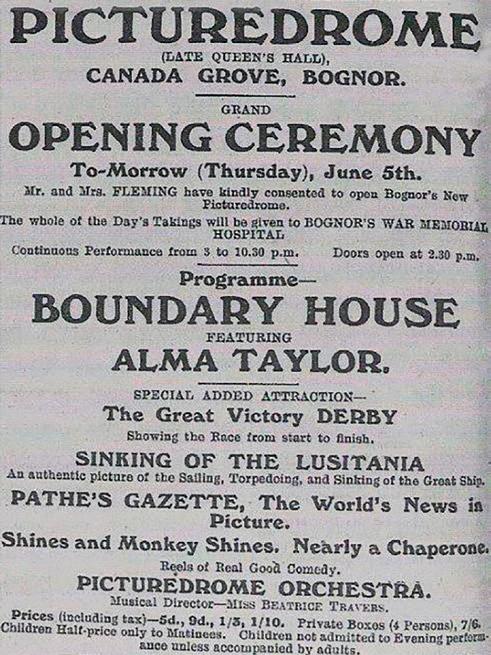 PICTUREDROME
(LATE QUEEN'S HALL),
CANADA GROVE, BOGNOR.
GRAND
OPENING CEREMONY
To-Morrow (Thursday), June 5th.
Mr. and Mrs. FLEMING have kindly consented to open Bognor's New
Picturedrome.
The whole of the Day's Takings will be given to BOGNOR'S WAR MEMORIAL
HOSPITAL
Continuous Performance from 3 to 10.30 p.m. Doors open at 2.30 p.m.
Programme—
BOUNDARY HOUSE
FEATURING
ALMA TAYLOR.
SPECIAL ADDED ATTRACTION—
The Great Victory DERBY
Showing the Race from start to finish.
SINKING OF THE LUSITANIA
An authentic picture of the Sailing, Torpedoing, and Sinking of the Great Ship.
PATHE'S GAZETTE, The World's News in
Picture.
Shines and Monkey Shines. Nearly a Chaperone.
Reels of Real Good Comedy.
PICTUREDROME ORCHESTRA.
Musical Director—MISS BEATRICE TRAVERS.
Prices (including tax)—5d., 9d., 1/3, 1/10. Private Boxes (4 Persons), 7/6.
Children Half-price only to Matinees. Children not admitted to Evening perform-
ance unless accompanied by adults.